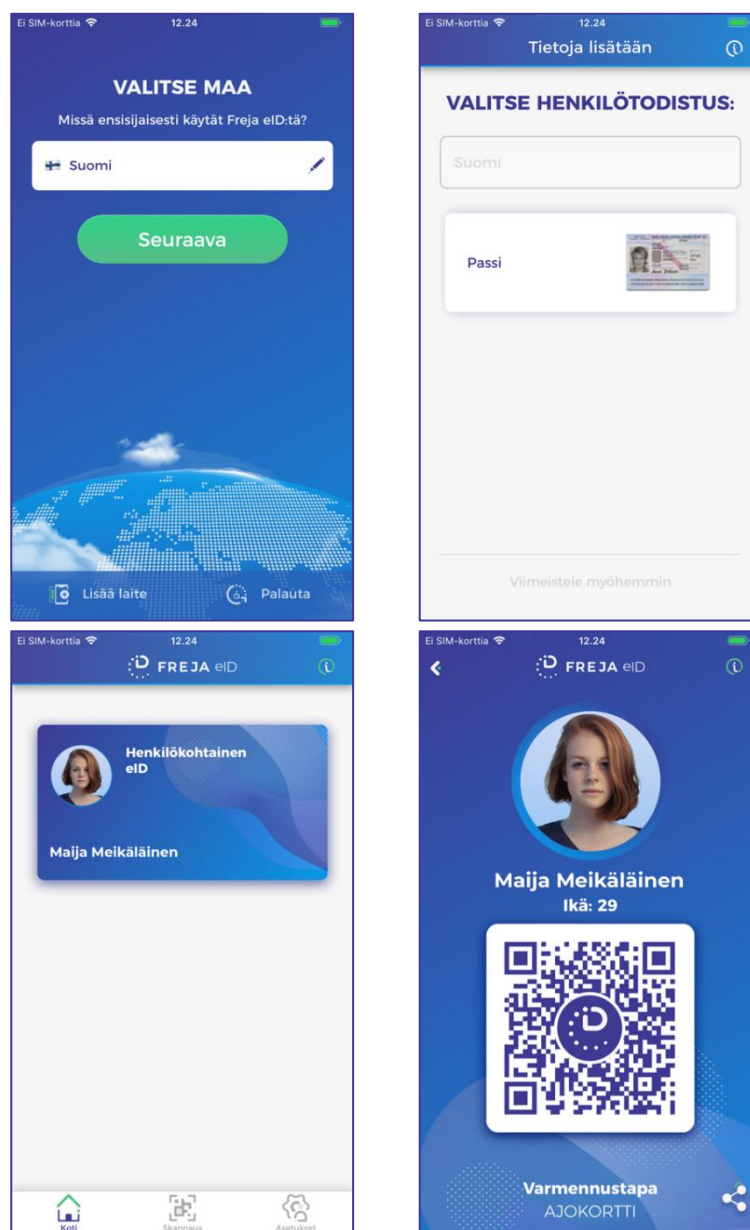 Ei SIM-korttia 12.24
VALITSE MAA
Missä ensisijaisesti käytät Freja eID:tä?
Suomi
Seuraava
Lisää laite Palauta
Ei SIM-korttia 12.24
Tietoja lisätään
VALITSE HENKILÖTODISTUS:
Suomi
Passi
Viimeistele myöhemmin
Ei SIM-korttia 12.24
FREJA eID
Henkilökohtainen
eID
Maija Meikäläinen
Koti Skannaus Asetukset
Ei SIM-korttia 12.24
FREJA eID
Maija Meikäläinen
Ikä: 29
Varmennustapa
AJOKORTTI